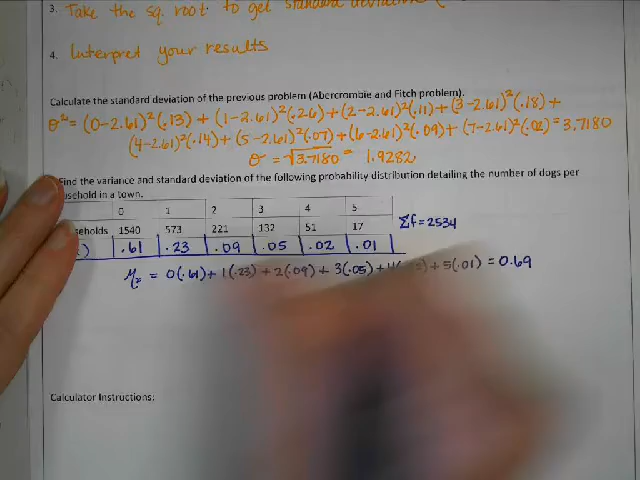 3. Take the sq. root to get standard deviation (
4. Interpret your results
Calculate the standard deviation of the previous problem (Abercrombie and Fitch problem).
σ² = (0-2.61)²(.13) + (1-2.61)²(.26) + (2-2.61)²(.11) + (3-2.61)²(.18) +
(4-2.61)²(.14) + (5-2.61)²(.07) + (6-2.61)²(.09) + (7-2.61)²(.02) = 3.7180
σ = √3.7180 = 1.9282
Find the variance and standard deviation of the following probability distribution detailing the number of dogs per
household in a town.
0 1 2 3 4 5
seholds 1540 573 221 132 51 17 Σf = 2534
) .61 .23 .09 .05 .02 .01
μ = 0(.61) + 1(.23) + 2(.09) + 3(.05) + 4( + 5(.01) = 0.69
Calculator Instructions: